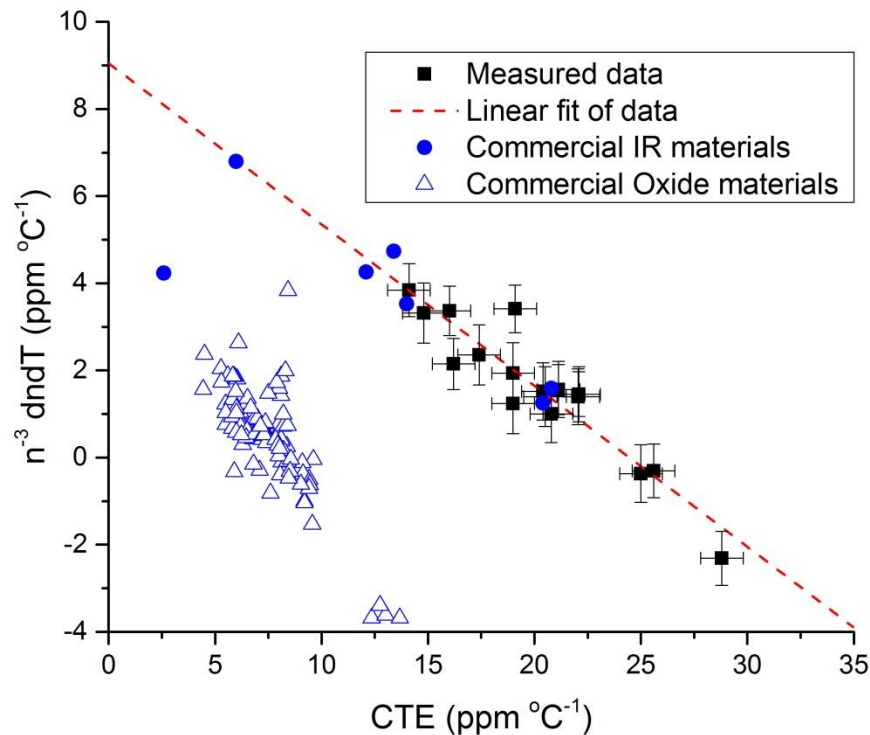 10
8
6
4
2
0
-2
-4
n⁻³ dndT (ppm °C⁻¹)
Measured data
Linear fit of data
Commercial IR materials
Commercial Oxide materials
0 5 10 15 20 25 30 35
CTE (ppm °C⁻¹)